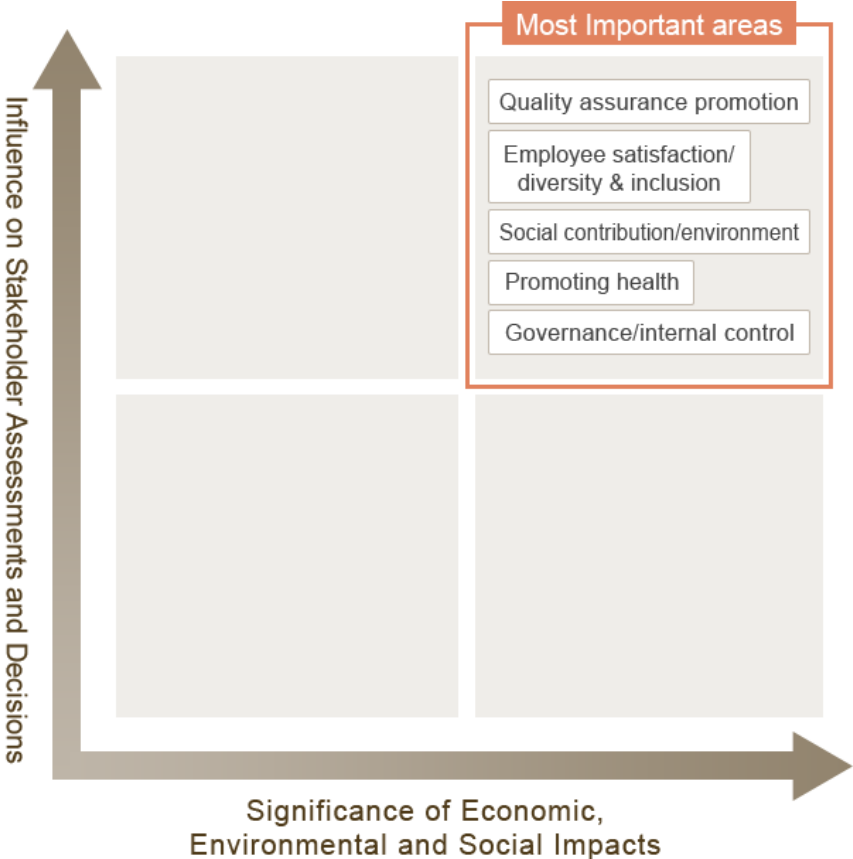 Most Important areas
Quality assurance promotion
Employee satisfaction/
diversity & inclusion
Social contribution/environment
Promoting health
Governance/internal control
Influence on Stakeholder Assessments and Decisions
Significance of Economic,
Environmental and Social Impacts